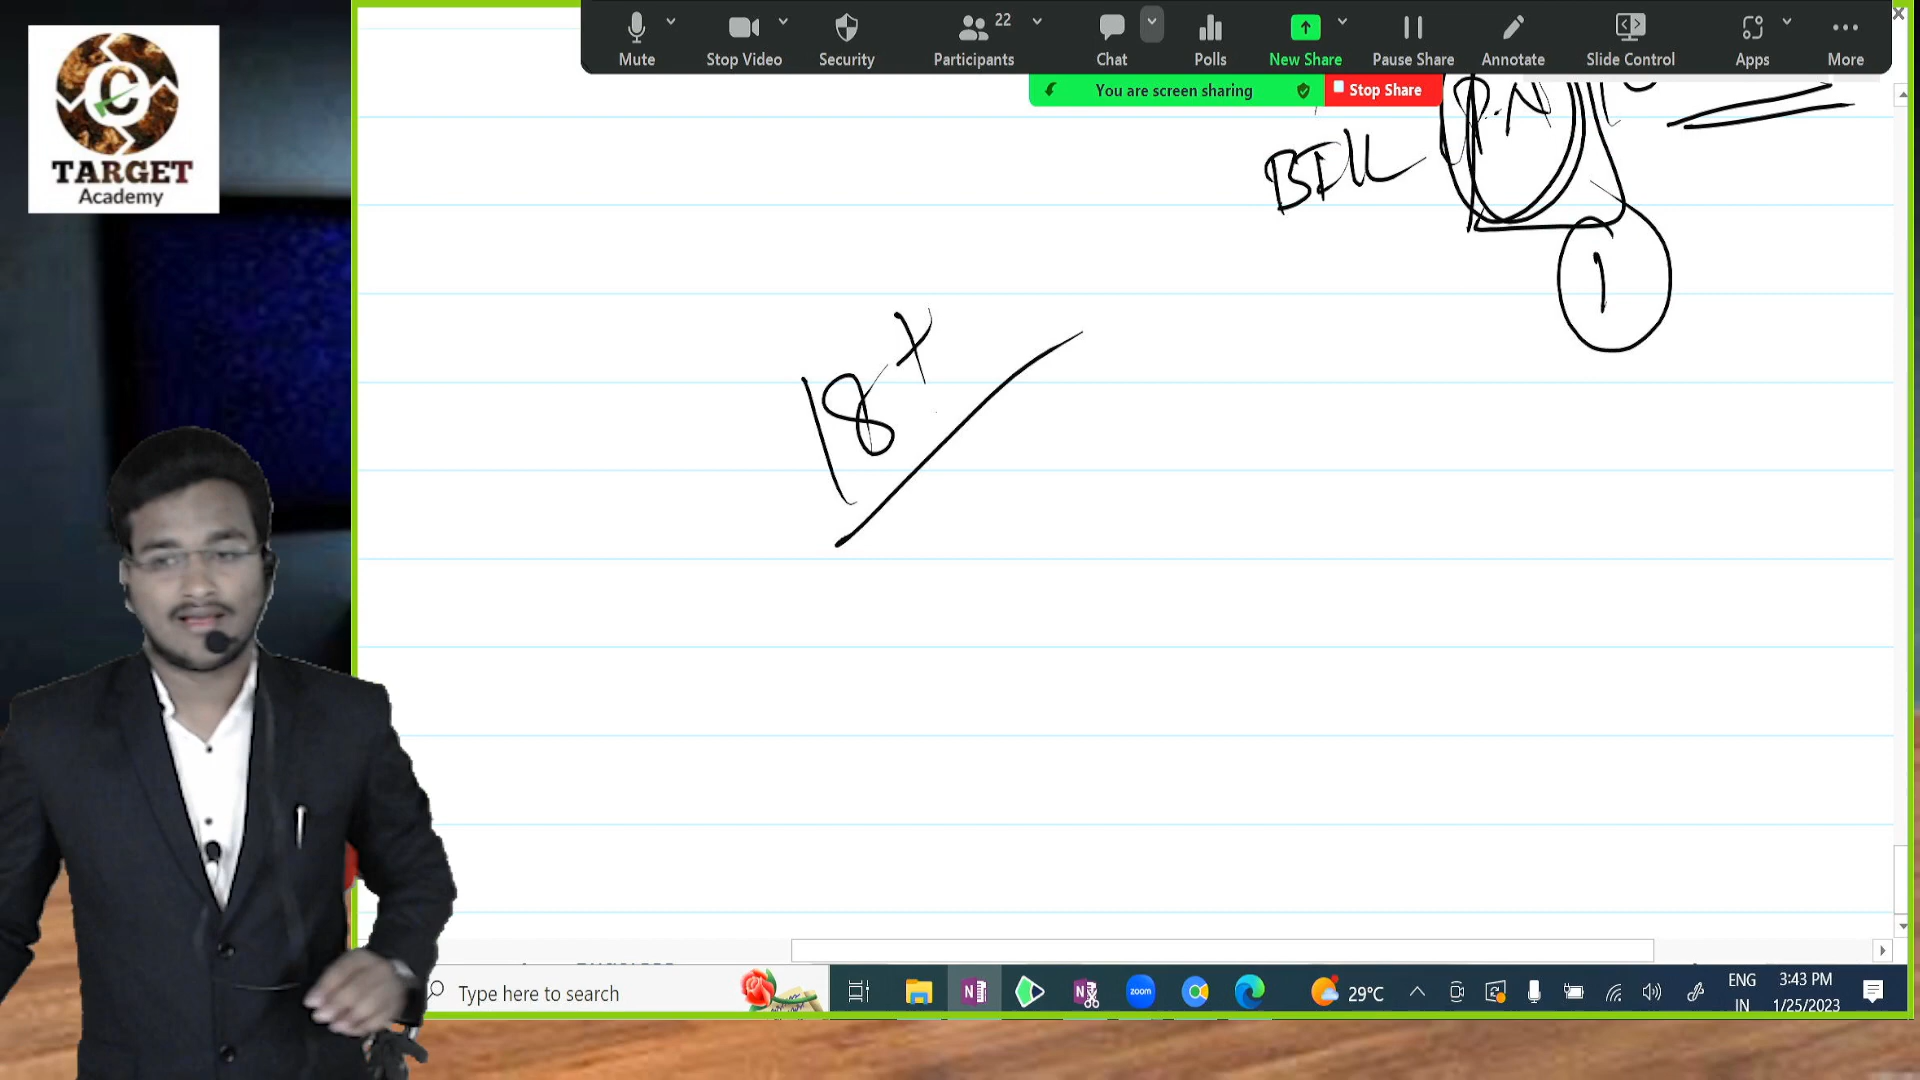 TARGET
Academy
Mute
Stop Video
Security
Participants
22
Chat
Polls
New Share
Pause Share
Annotate
Slide Control
Apps
More
You are screen sharing
Stop Share
P.N
BILL
1
18+
Type here to search
zoom
29°C
ENG
IN
3:43 PM
1/25/2023